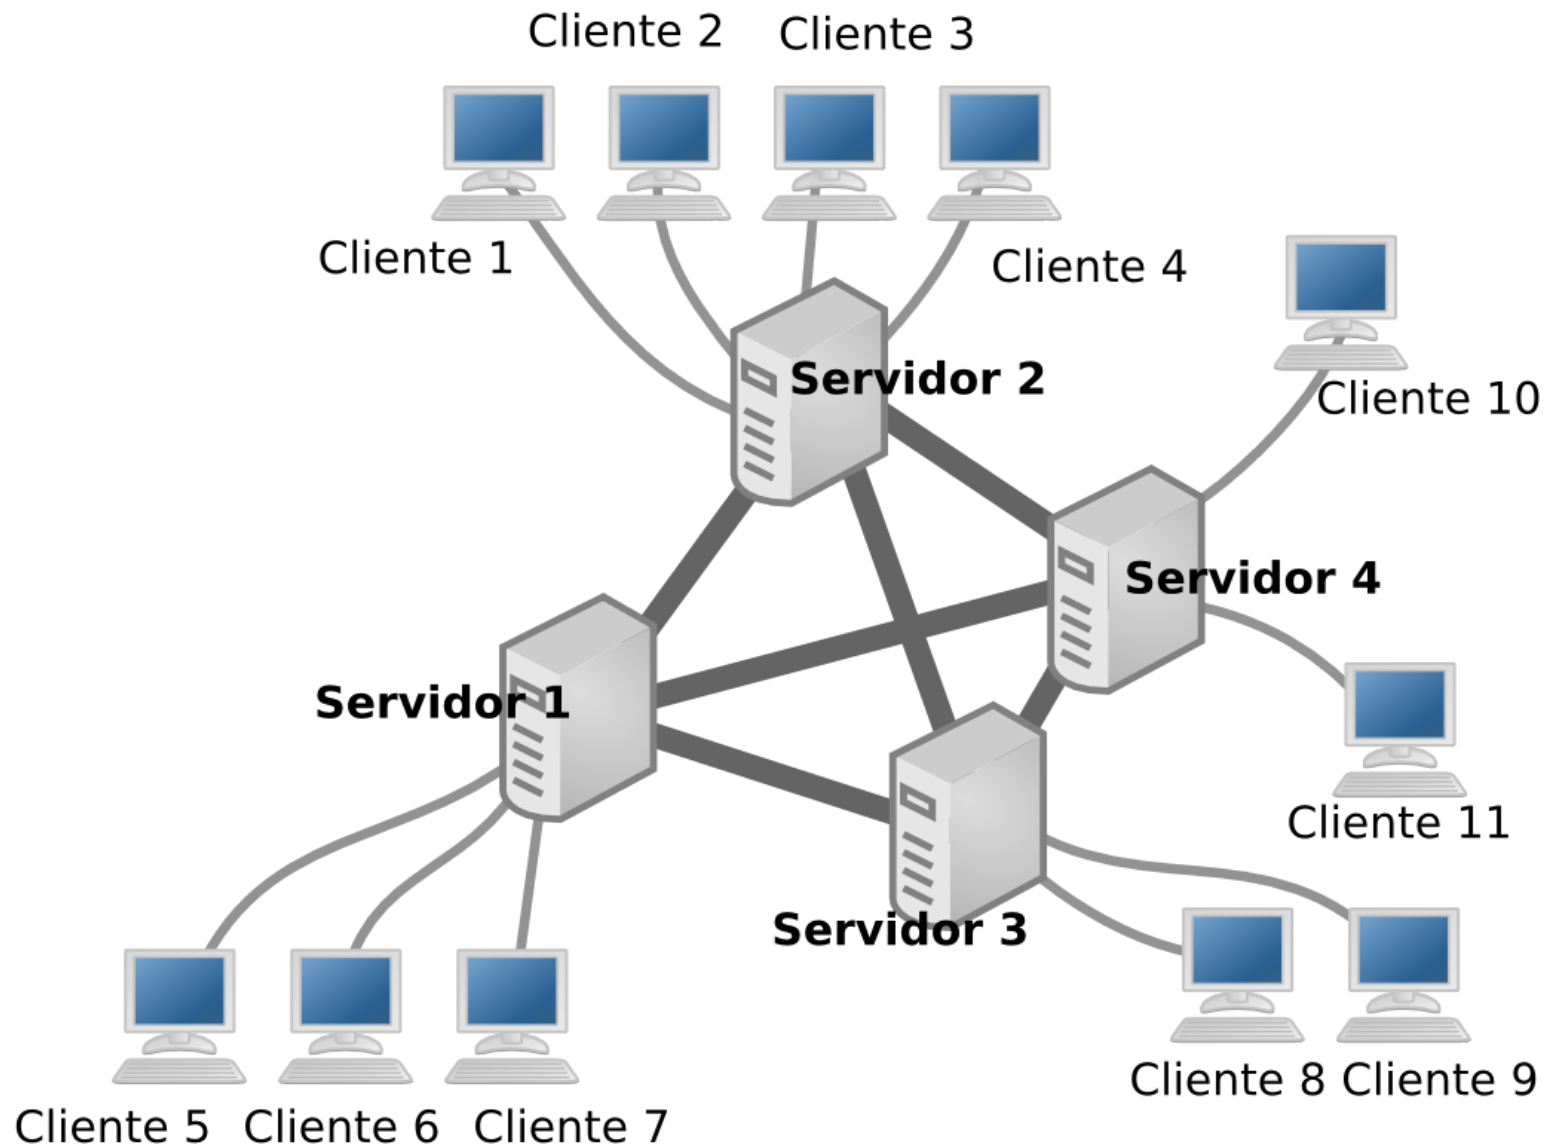 Cliente 2
Cliente 3
Cliente 1
Cliente 4
Servidor 2
Cliente 10
Servidor 4
Servidor 1
Cliente 11
Servidor 3
Cliente 8
Cliente 9
Cliente 5
Cliente 6
Cliente 7